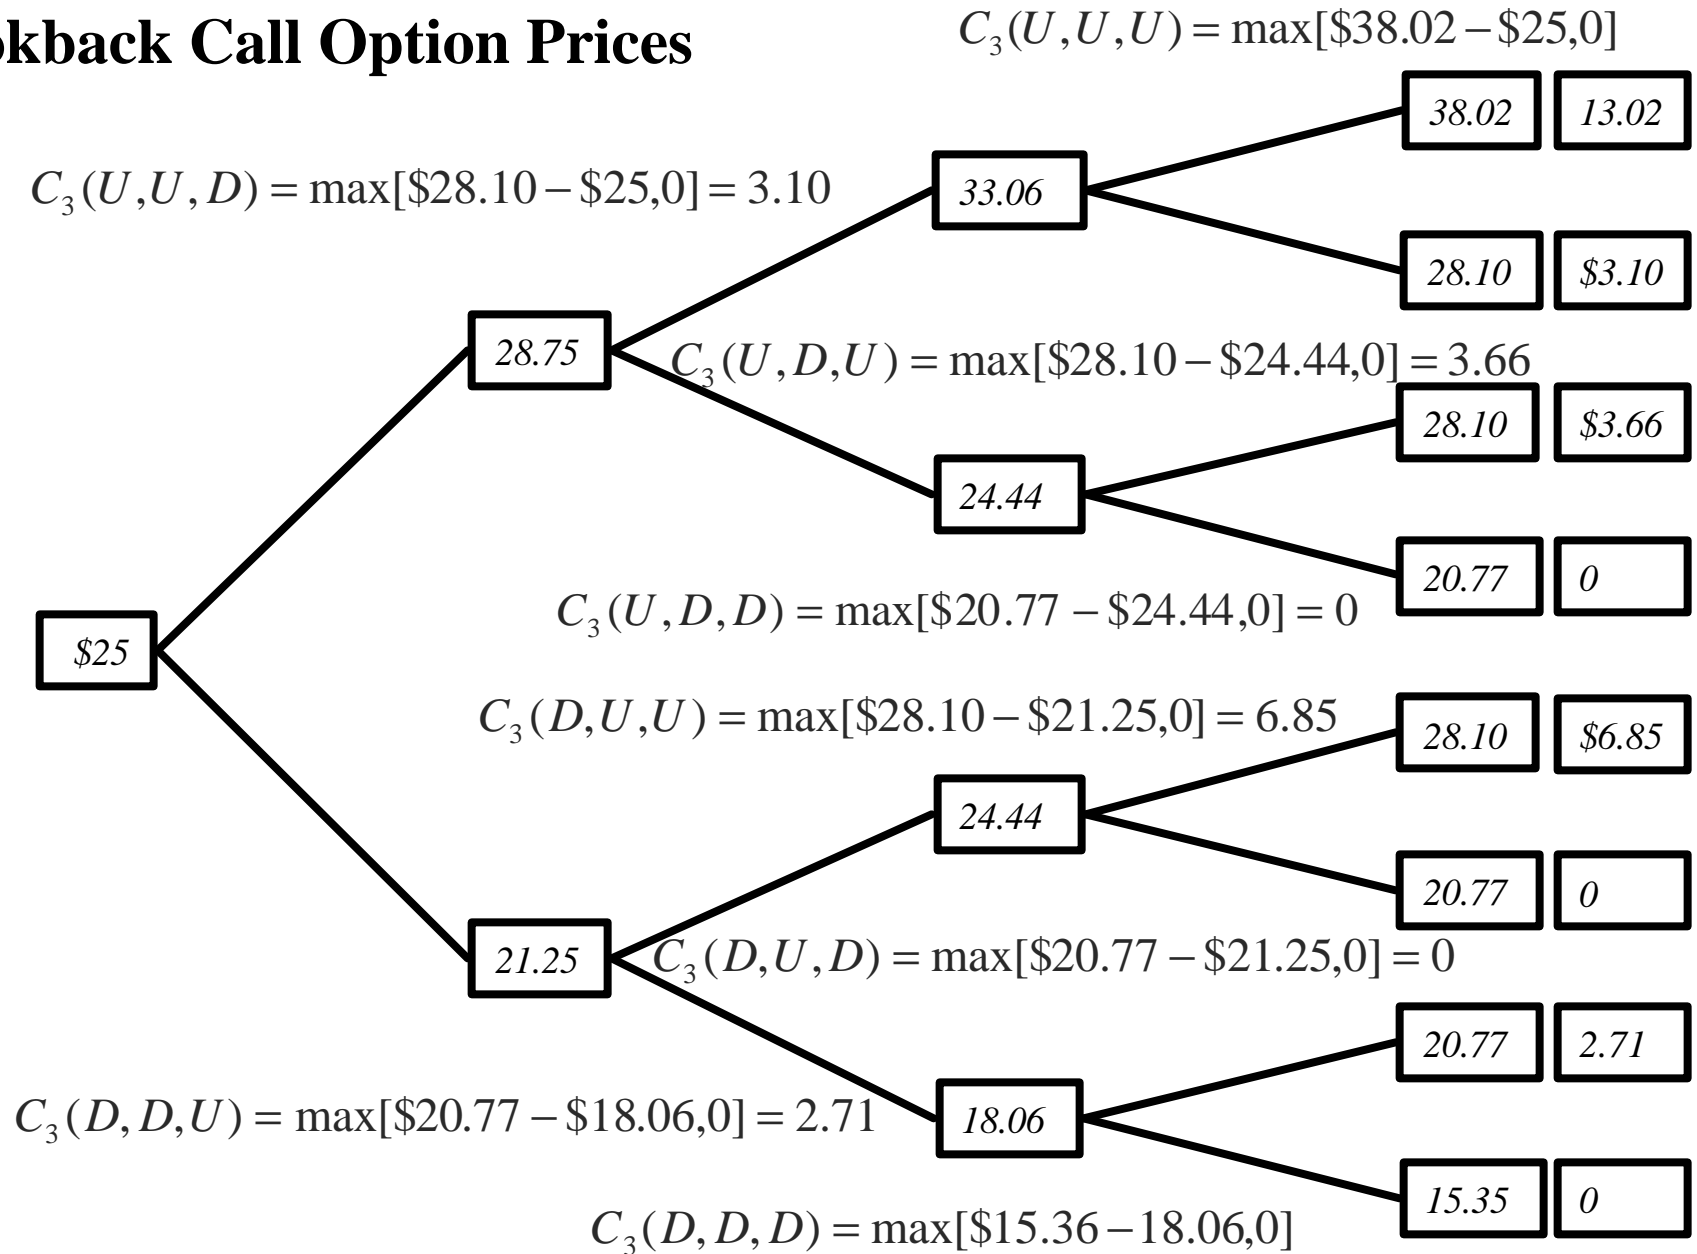 okback Call Option Prices
C₃(U,U,U) = max[$38.02 – $25,0]
38.02 13.02
C₃(U,U,D) = max[$28.10 – $25,0] = 3.10
33.06
28.10 $3.10
28.75
C₃(U,D,U) = max[$28.10 – $24.44,0] = 3.66
28.10 $3.66
24.44
20.77 0
C₃(U,D,D) = max[$20.77 – $24.44,0] = 0
$25
C₃(D,U,U) = max[$28.10 – $21.25,0] = 6.85
28.10 $6.85
24.44
20.77 0
21.25
C₃(D,U,D) = max[$20.77 – $21.25,0] = 0
20.77 2.71
C₃(D,D,U) = max[$20.77 – $18.06,0] = 2.71
18.06
15.35 0
C₃(D,D,D) = max[$15.36 – 18.06,0]